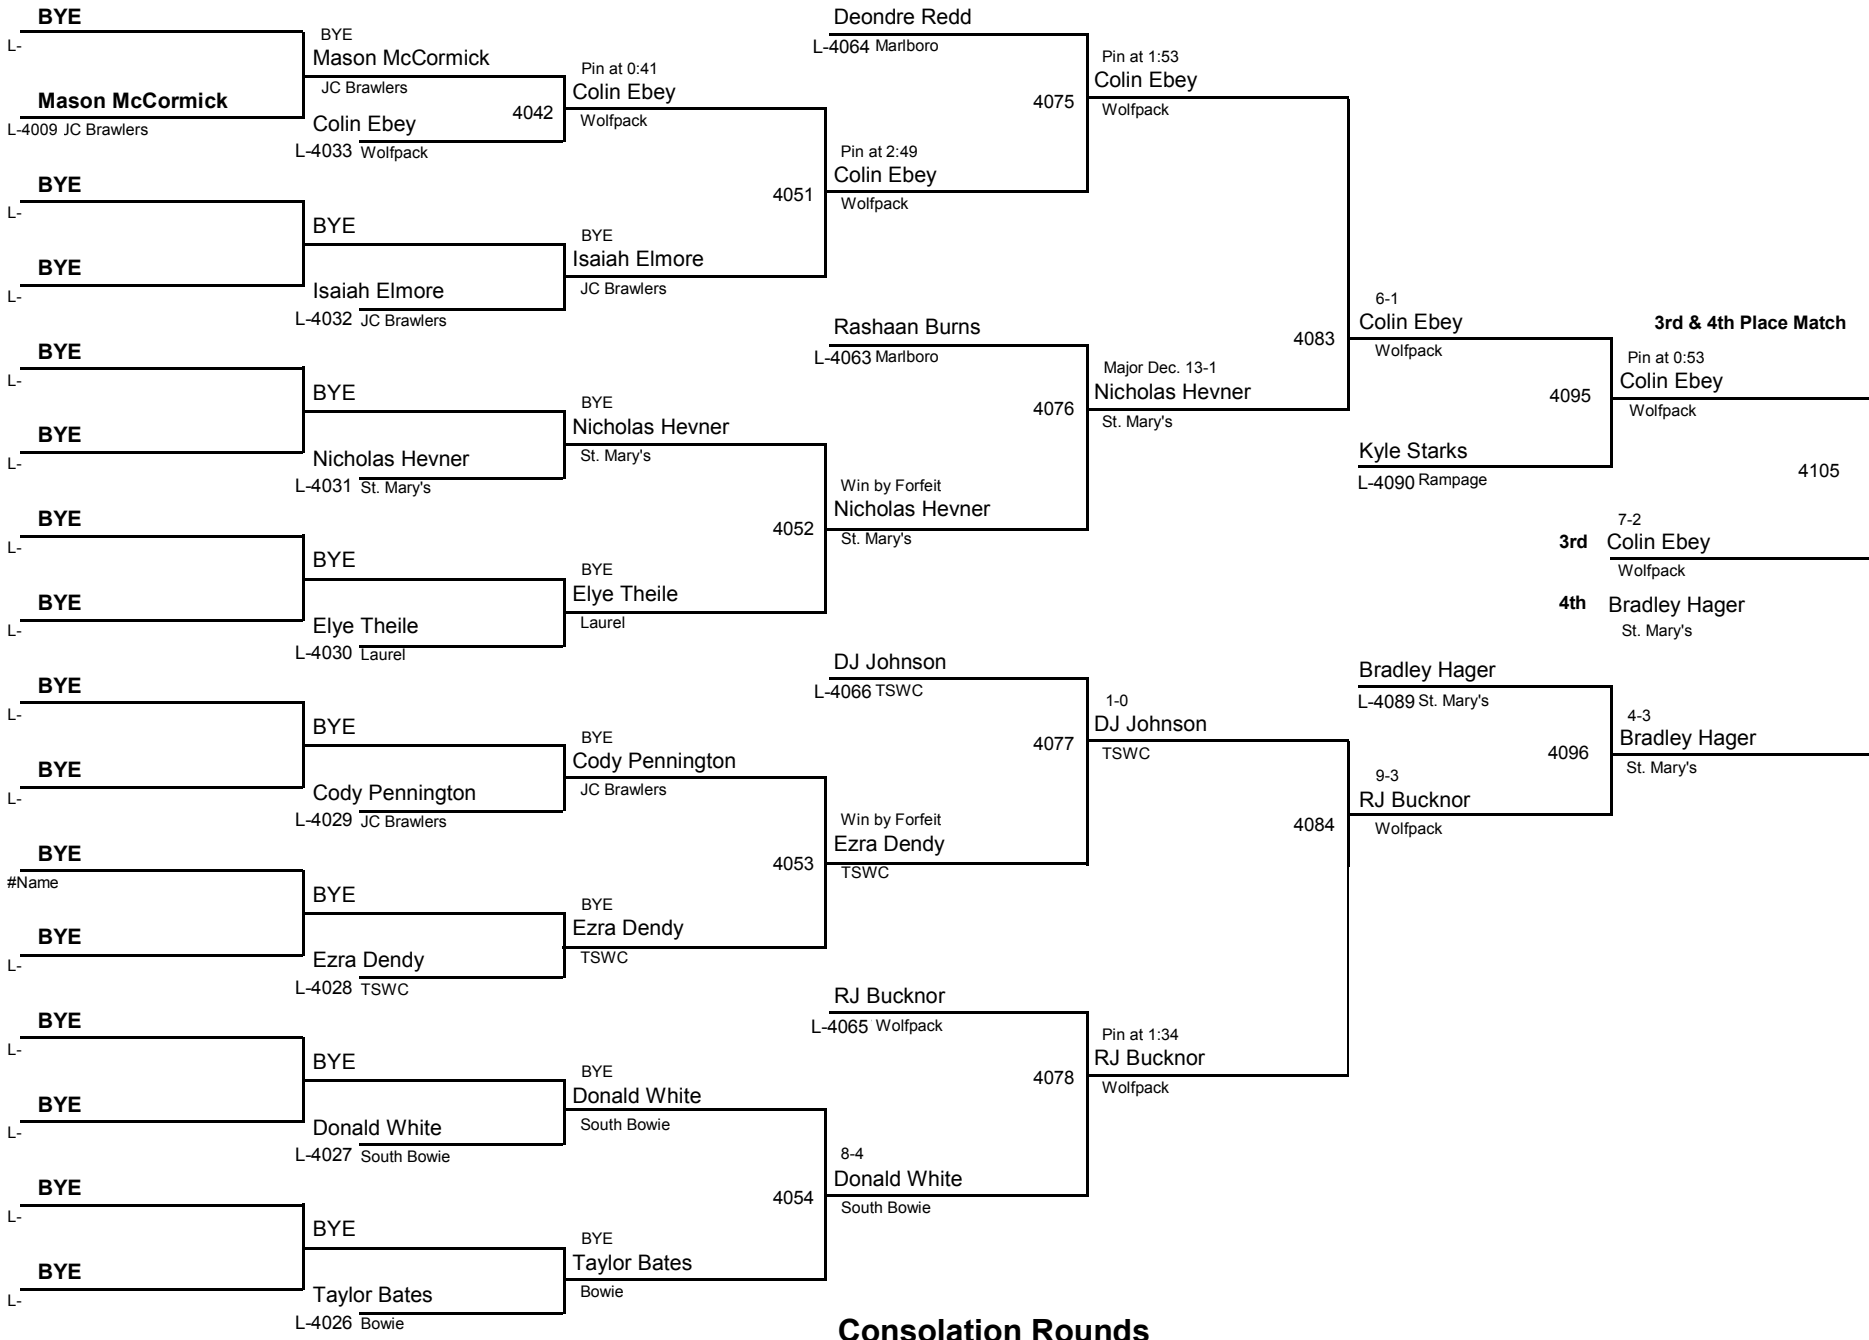 BYE
L-
Mason McCormick
L-4009 JC Brawlers
BYE
L-
BYE
L-
BYE
L-
BYE
L-
BYE
L-
BYE
L-
BYE
L-
BYE
L-
BYE
#Name
BYE
L-
BYE
L-
BYE
L-
BYE
L-
BYE
L-
BYE
Mason McCormick
JC Brawlers
Colin Ebey
L-4033 Wolfpack
4042
BYE
Isaiah Elmore
L-4032 JC Brawlers
BYE
Nicholas Hevner
L-4031 St. Mary's
BYE
Elye Theile
L-4030 Laurel
BYE
Cody Pennington
L-4029 JC Brawlers
BYE
Ezra Dendy
L-4028 TSWC
BYE
Donald White
L-4027 South Bowie
BYE
Taylor Bates
L-4026 Bowie
Pin at 0:41
Colin Ebey
Wolfpack
4051
BYE
Isaiah Elmore
JC Brawlers
BYE
Nicholas Hevner
St. Mary's
4052
BYE
Elye Theile
Laurel
BYE
Cody Pennington
JC Brawlers
4053
BYE
Ezra Dendy
TSWC
BYE
Donald White
South Bowie
4054
BYE
Taylor Bates
Bowie
Deondre Redd
L-4064 Marlboro
4075
Pin at 2:49
Colin Ebey
Wolfpack
Rashaan Burns
L-4063 Marlboro
4076
Win by Forfeit
Nicholas Hevner
St. Mary's
DJ Johnson
L-4066 TSWC
4077
Win by Forfeit
Ezra Dendy
TSWC
RJ Bucknor
L-4065 Wolfpack
4078
8-4
Donald White
South Bowie
Pin at 1:53
Colin Ebey
Wolfpack
4083
Major Dec. 13-1
Nicholas Hevner
St. Mary's
1-0
DJ Johnson
TSWC
4084
Pin at 1:34
RJ Bucknor
Wolfpack
6-1
Colin Ebey
Wolfpack
4095
Kyle Starks
L-4090 Rampage
Bradley Hager
L-4089 St. Mary's
4096
9-3
RJ Bucknor
Wolfpack
3rd & 4th Place Match
Pin at 0:53
Colin Ebey
Wolfpack
4105
7-2
3rd Colin Ebey
Wolfpack
4th Bradley Hager
St. Mary's
4-3
Bradley Hager
St. Mary's
Consolation Rounds